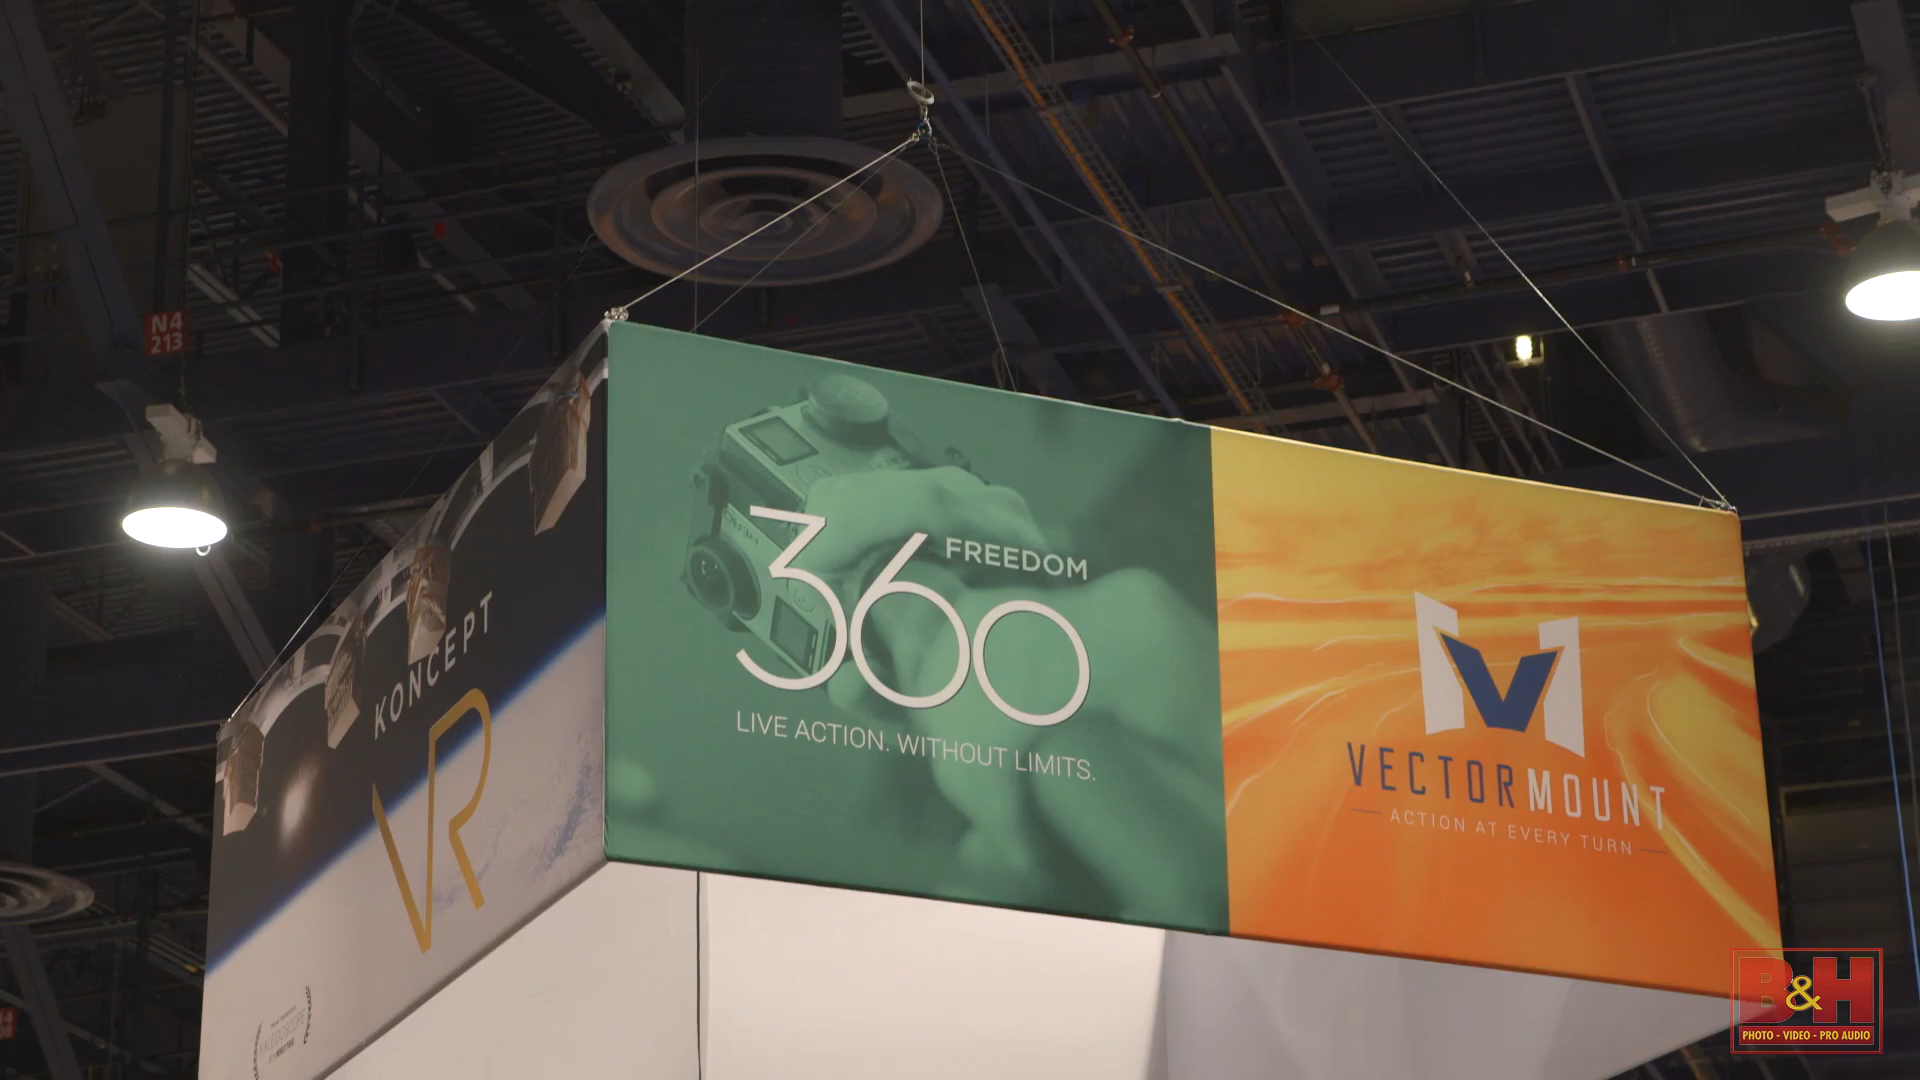 N4
213
KONCEPT
VR
360
FREEDOM
LIVE ACTION. WITHOUT LIMITS.
VECTORMOUNT
ACTION AT EVERY TURN
KALEIDOSCOPE
B&H
PHOTO - VIDEO - PRO AUDIO